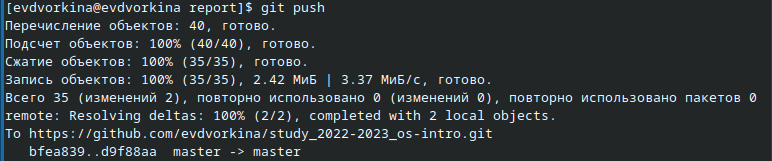 [evdvorkina@evdvorkina report]$ git push
Перечисление объектов: 40, готово.
Подсчет объектов: 100% (40/40), готово.
Сжатие объектов: 100% (35/35), готово.
Запись объектов: 100% (35/35), 2.42 МиБ | 3.37 МиБ/с, готово.
Всего 35 (изменений 2), повторно использовано 0 (изменений 0), повторно использовано пакетов 0
remote: Resolving deltas: 100% (2/2), completed with 2 local objects.
To https://github.com/evdvorkina/study_2022-2023_os-intro.git
   bfea839..d9f88aa  master -> master